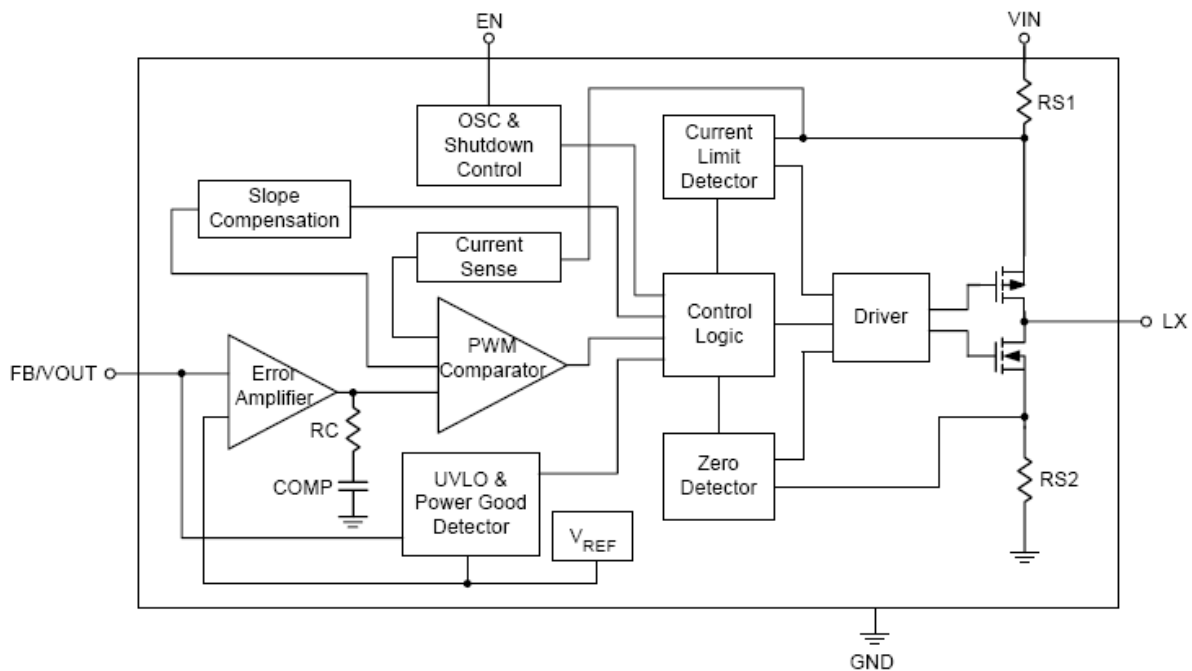 EN
VIN
RS1
OSC &
Shutdown
Control
Current
Limit
Detector
Slope
Compensation
Current
Sense
Control
Logic
Driver
LX
PWM
Comparator
FB/VOUT
Error
Amplifier
RC
COMP
UVLO &
Power Good
Detector
VREF
Zero
Detector
RS2
GND